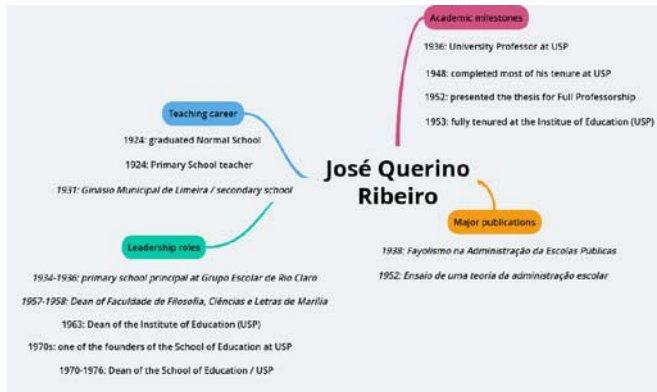 Academic milestones
1936: University Professor at USP
1948: completed most of his tenure at USP
1952: presented the thesis for Full Professorship
1953: fully tenured at the Institue of Education (USP)
Teaching career
1924: graduated Normal School
1924: Primary School teacher
1931: Ginásio Municipal de Limeira / secondary school
José Querino
Ribeiro
Major publications
1938: Fayolismo na Administração da Escolas Públicas
1952: Ensaio de uma teoria da administração escolar
Leadership roles
1934-1936: primary school principal at Grupo Escolar de Rio Claro
1957-1958: Dean of Faculdade de Filosofia, Ciências e Letras de Marília
1963: Dean of the Institute of Education (USP)
1970s: one of the founders of the School of Education at USP
1970-1976: Dean of the School of Education / USP